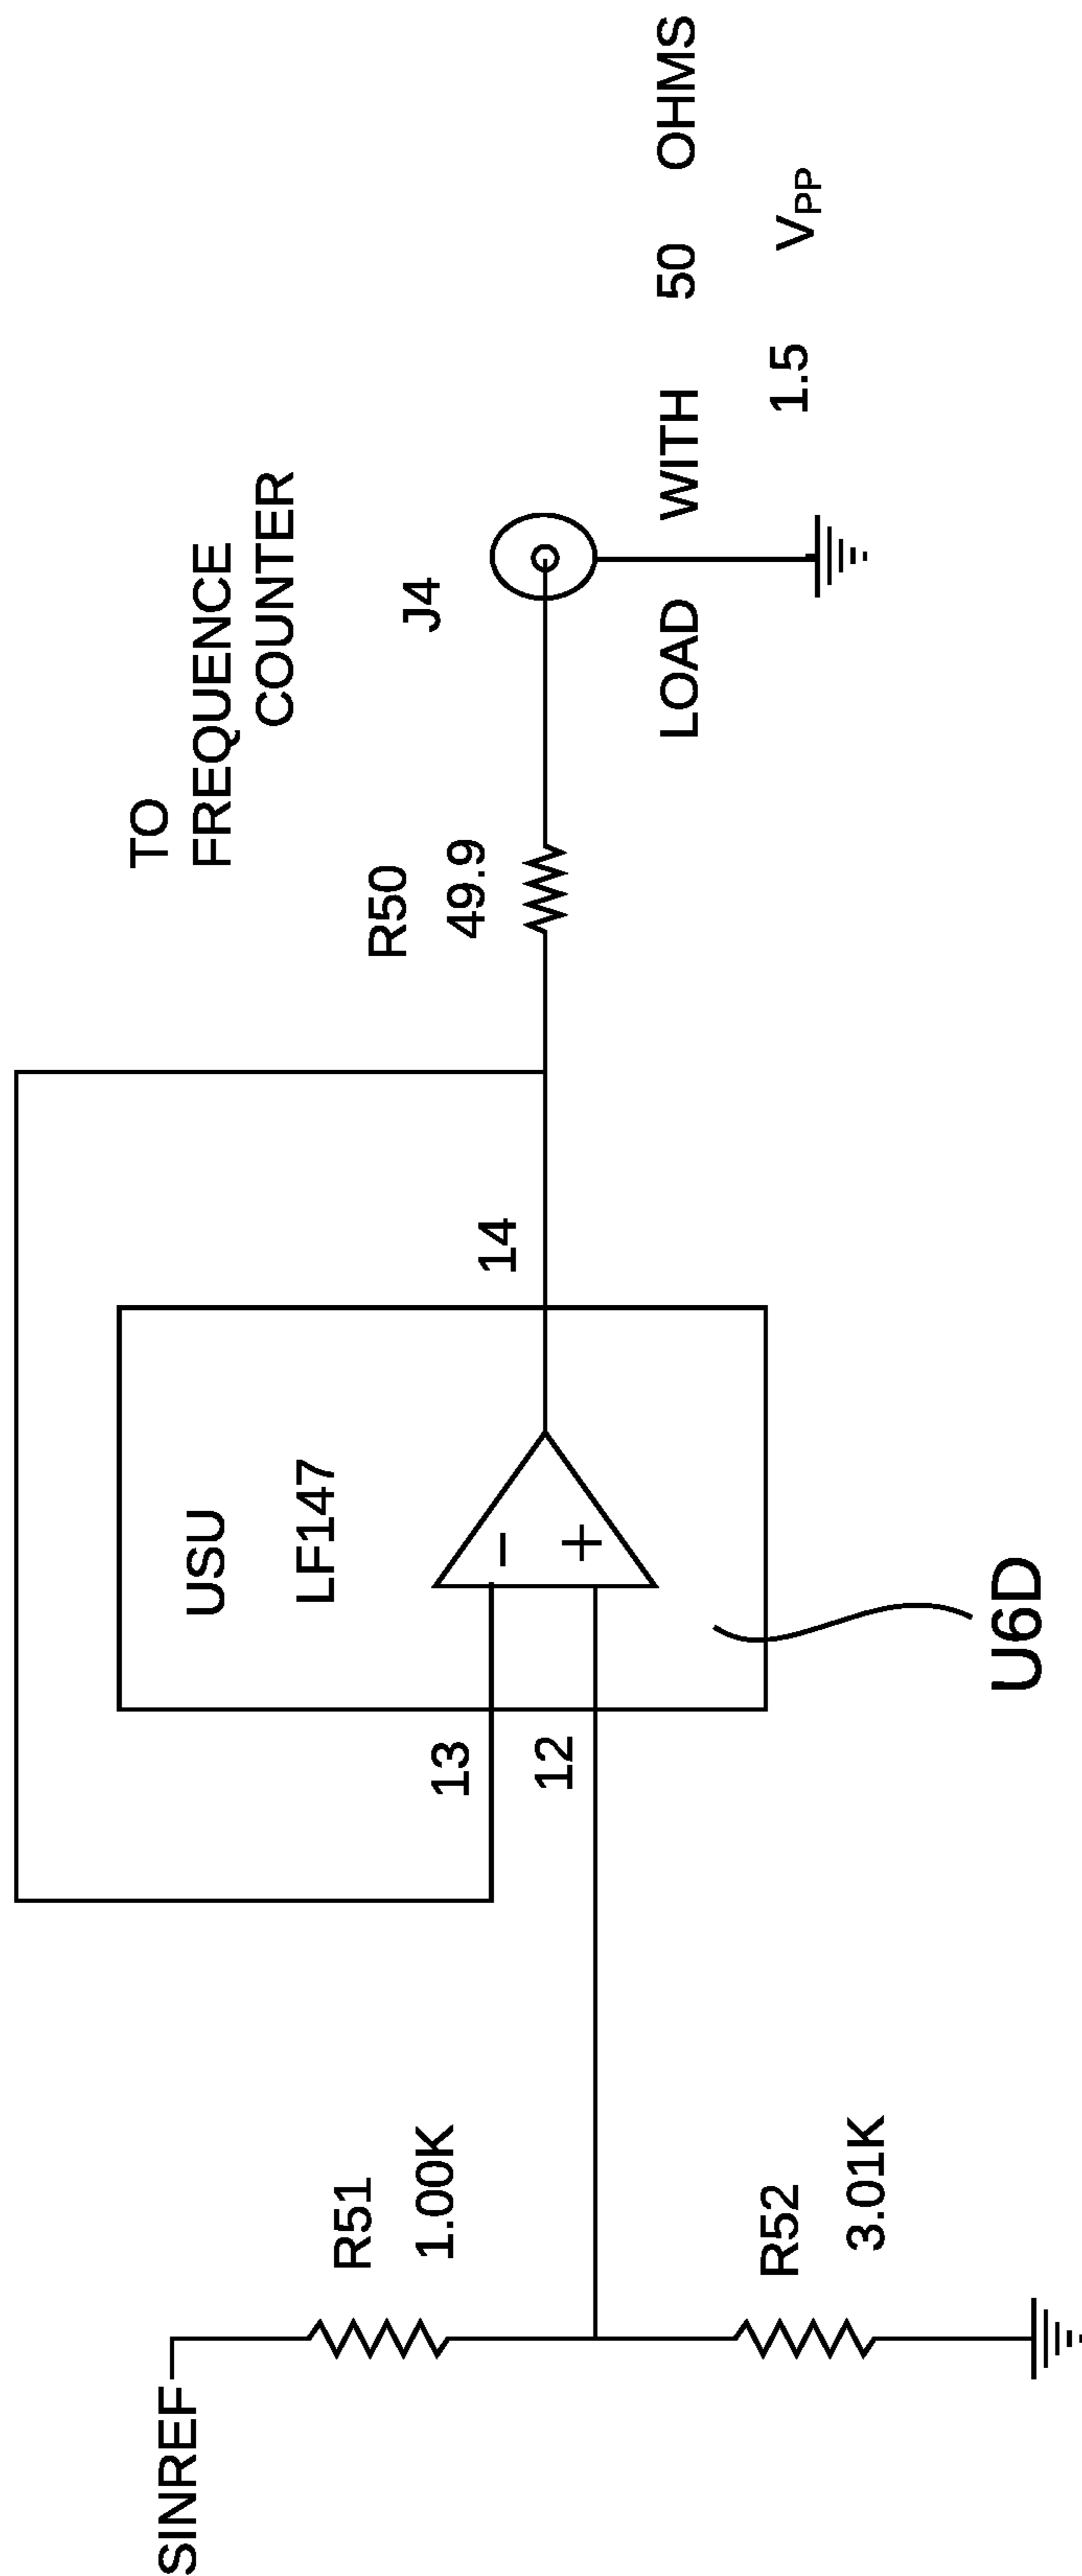 SINREF
R51
1.00K
R52
3.01K
13
12
USU
LF147
U6D
14
R50
49.9
TO
FREQUENCE
COUNTER
J4
LOAD WITH 50 OHMS
1.5 VPP